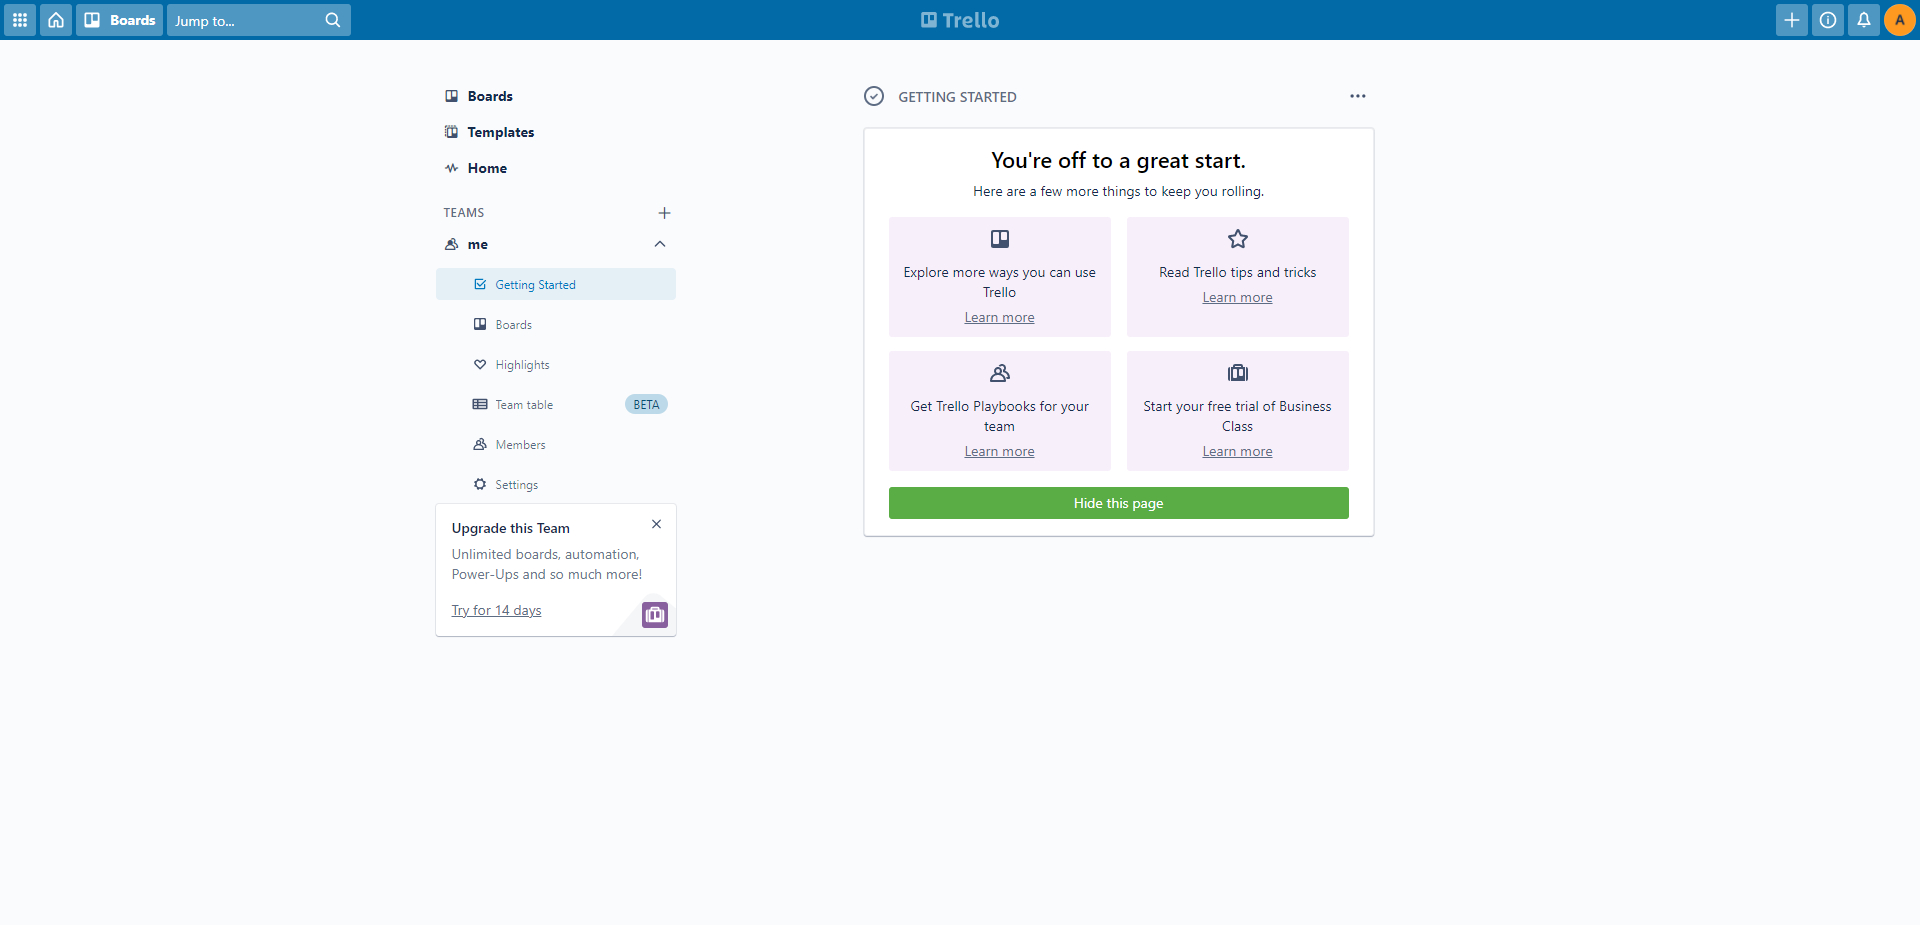 Boards
Jump to...
Trello
A
Boards
Templates
Home
TEAMS
me
Getting Started
Boards
Highlights
Team table
BETA
Members
Settings
Upgrade this Team
Unlimited boards, automation,
Power-Ups and so much more!
Try for 14 days
GETTING STARTED
You're off to a great start.
Here are a few more things to keep you rolling.
Explore more ways you can use
Trello
Learn more
Read Trello tips and tricks
Learn more
Get Trello Playbooks for your
team
Learn more
Start your free trial of Business
Class
Learn more
Hide this page